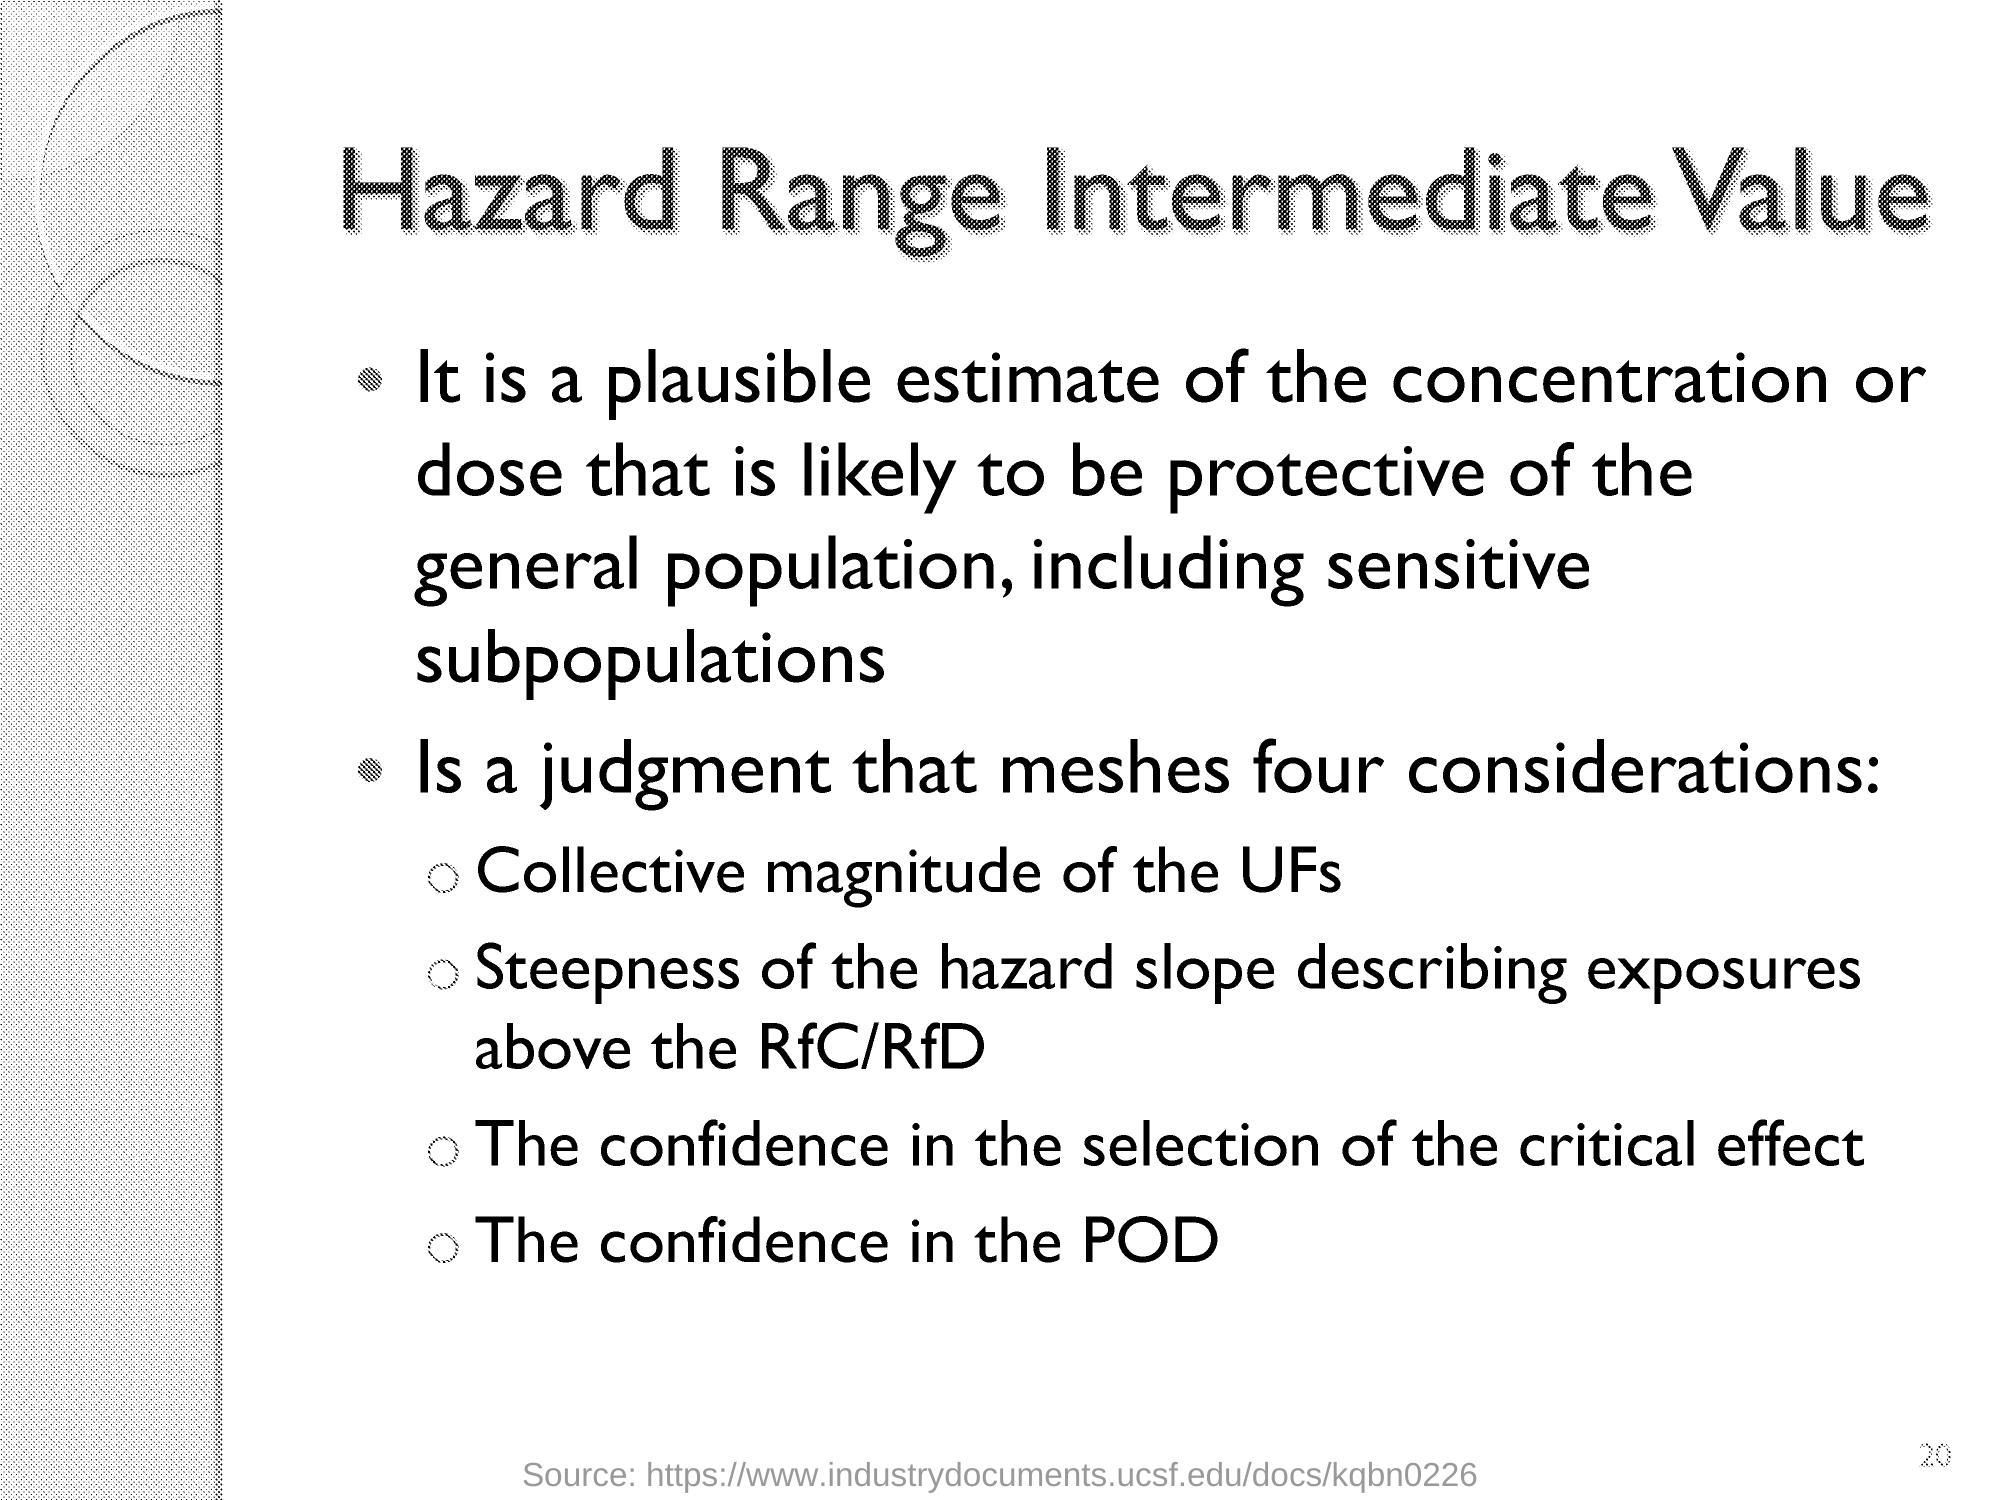 Hazard Range Intermediate Value
• It is a plausible estimate of the concentration or
dose that is likely to be protective of the
general population, including sensitive
subpopulations
• Is a judgment that meshes four considerations:
○ Collective magnitude of the UFs
○ Steepness of the hazard slope describing exposures
above the RfC/RfD
○ The confidence in the selection of the critical effect
○ The confidence in the POD
20
Source: https://www.industrydocuments.ucsf.edu/docs/kqbn0226